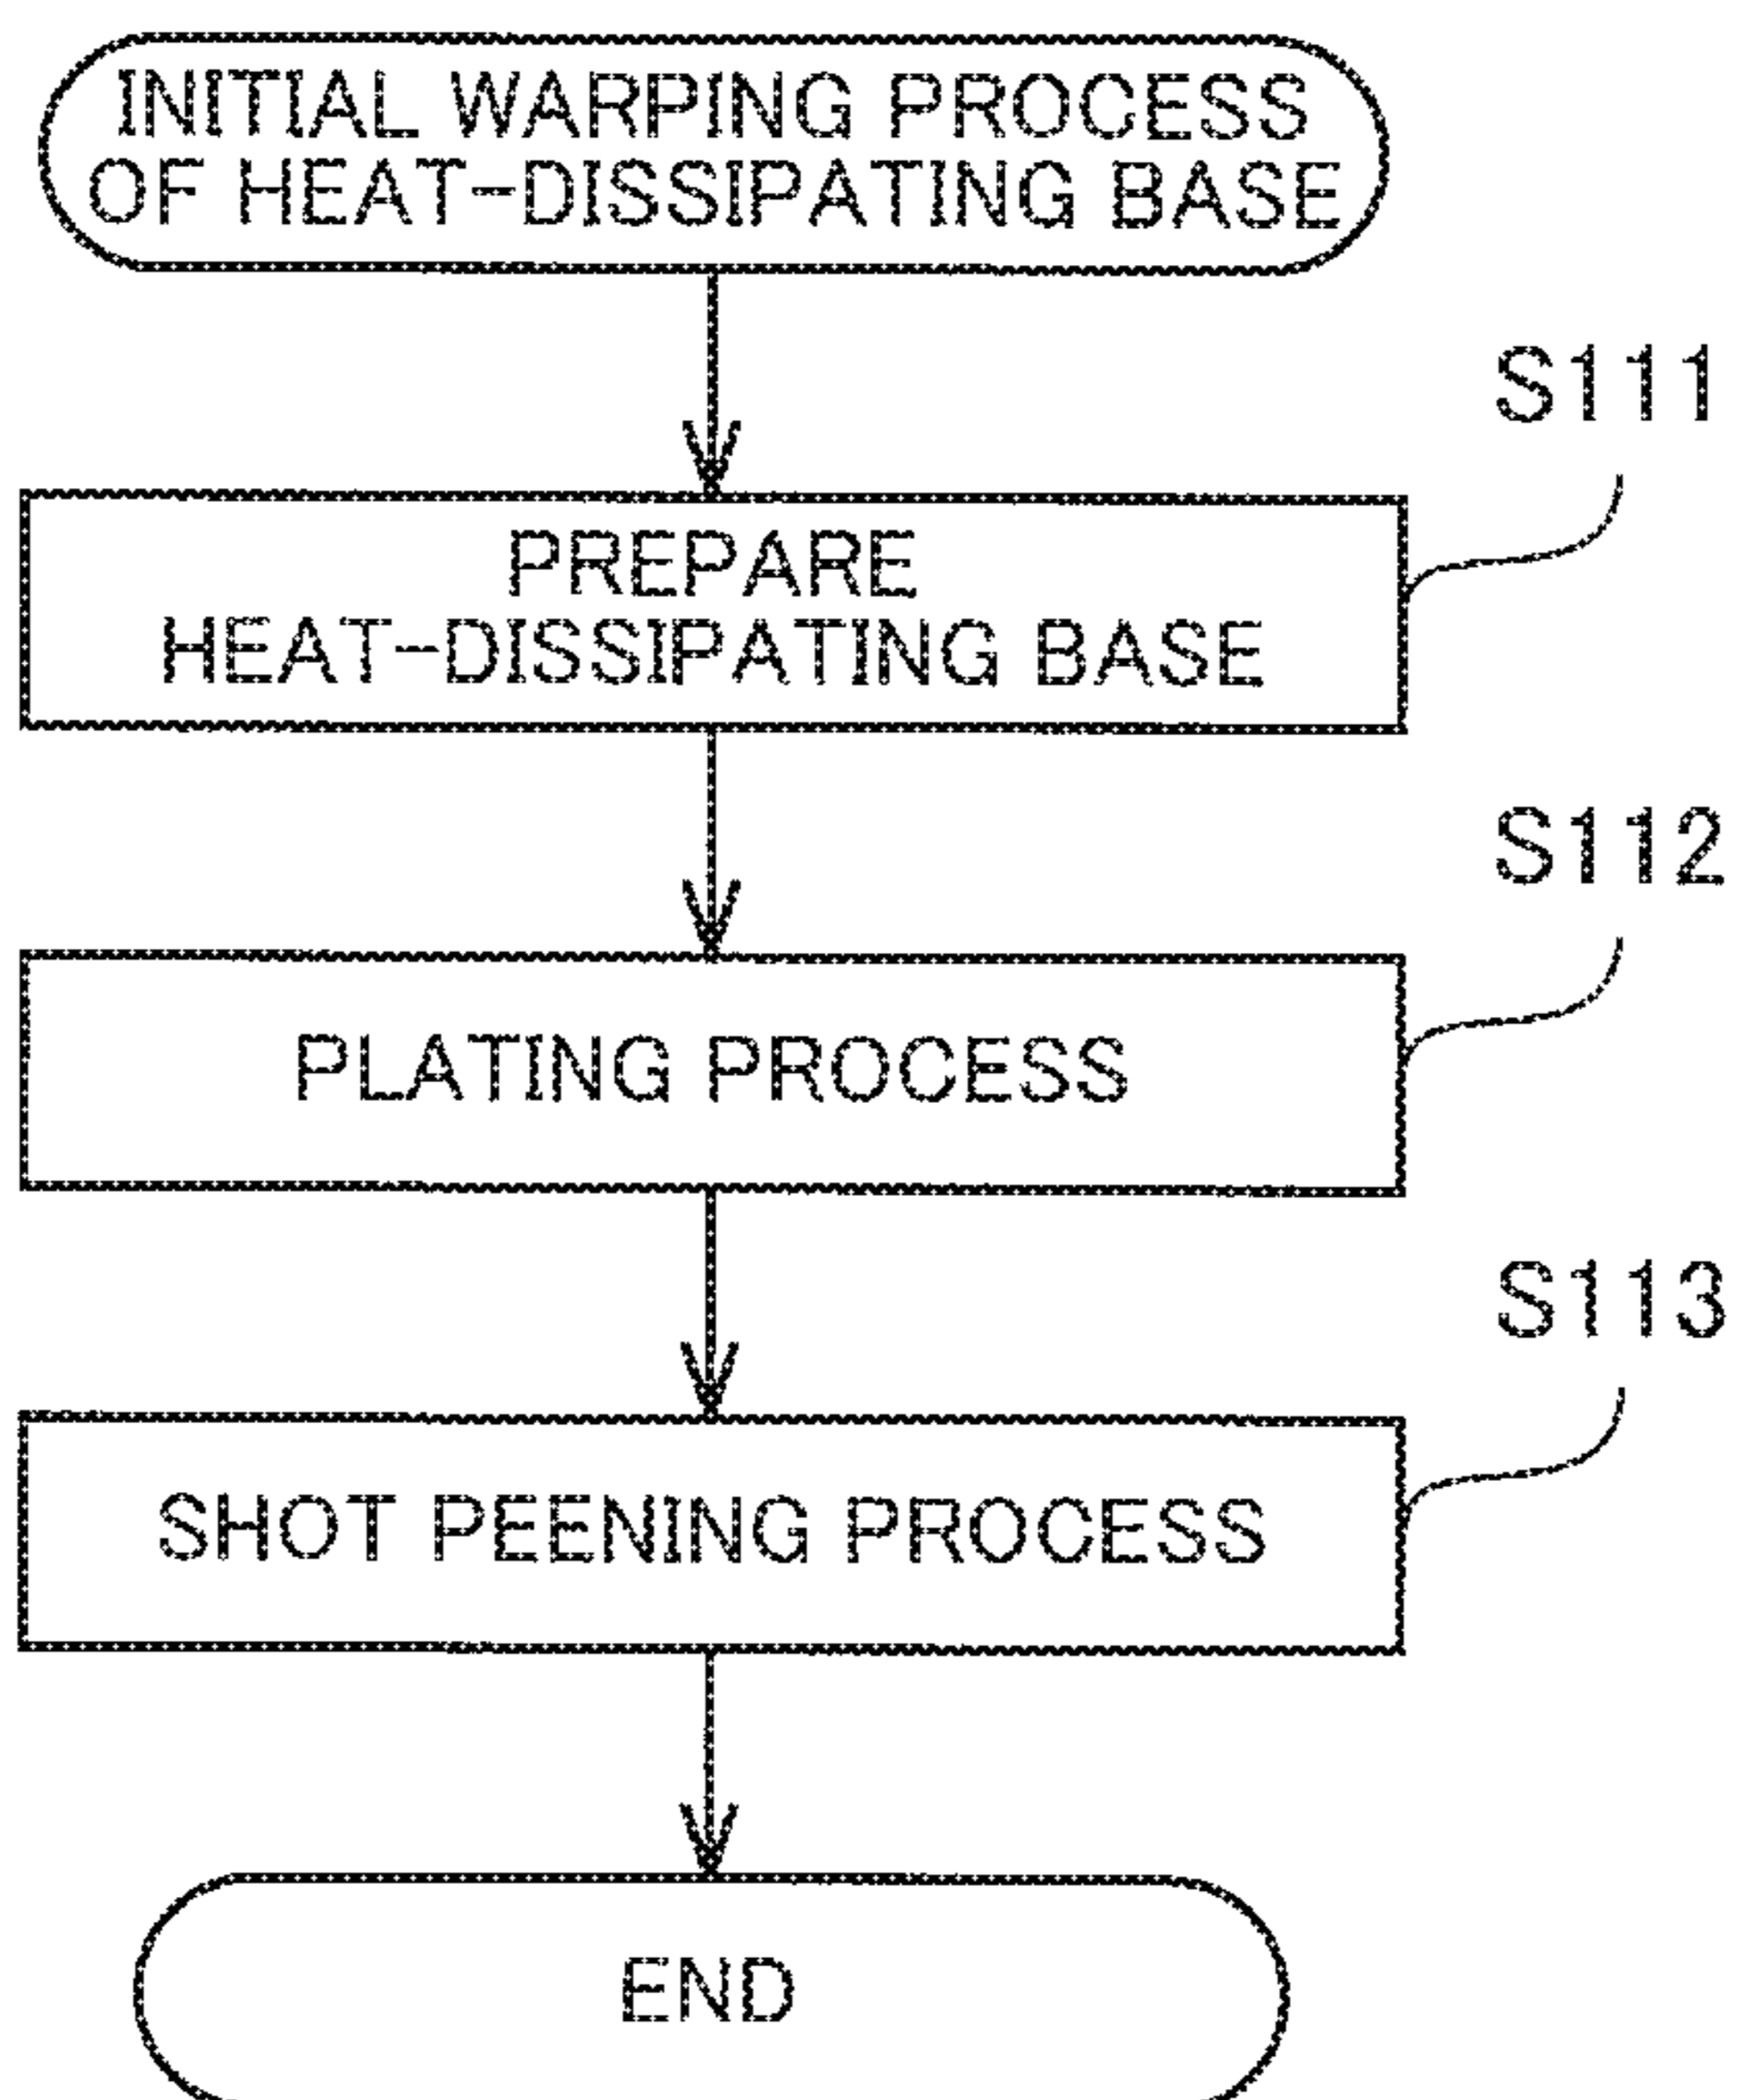 INITIAL WARPING PROCESS
OF HEAT-DISSIPATING BASE
S111
PREPARE
HEAT-DISSIPATING BASE
S112
PLATING PROCESS
S113
SHOT PEENING PROCESS
END